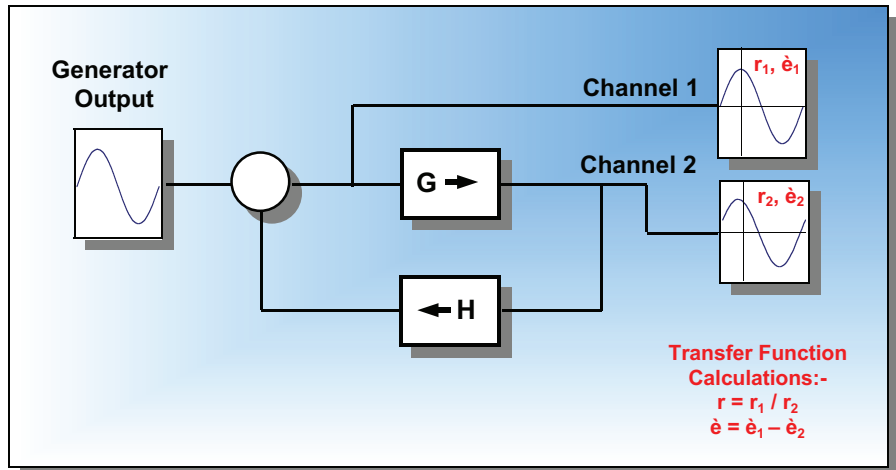 Generator
Output
Channel 1
r₁, è₁
G
Channel 2
r₂, è₂
H
Transfer Function
Calculations:-
r = r₁ / r₂
è = è₁ – è₂